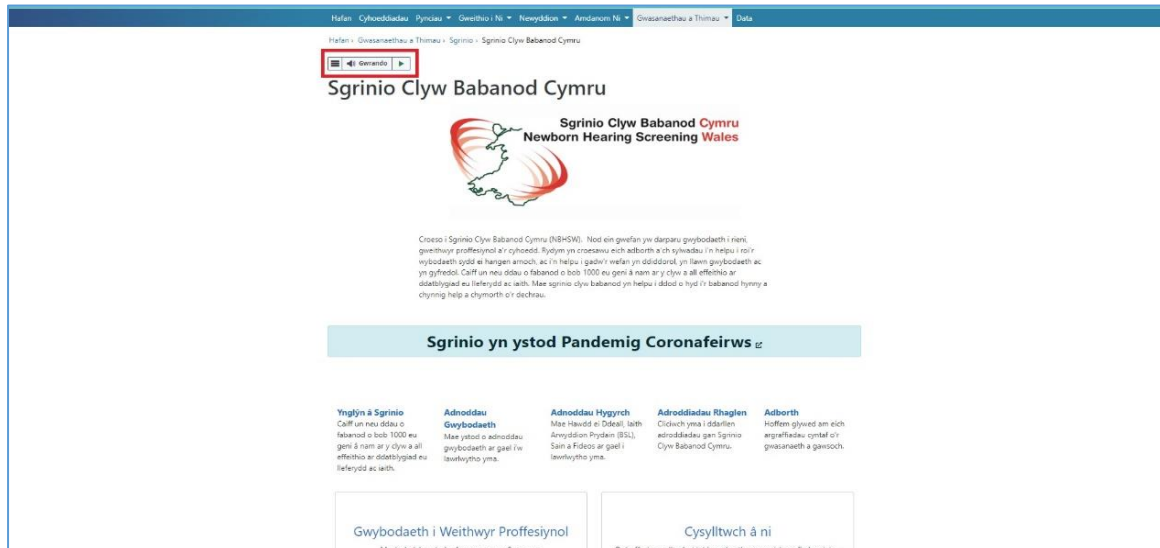 Hafan Cyhoeddiadau Pynciau Gweithio i Ni Newyddion Amdanom Ni Gwasanaethau a Thimau Data
Hafan › Gwasanaethau a Thimau › Sgrinio › Sgrinio Clyw Babanod Cymru
Gwrando
Sgrinio Clyw Babanod Cymru
Sgrinio Clyw Babanod Cymru
Newborn Hearing Screening Wales
Croeso i Sgrinio Clyw Babanod Cymru (NBHSW). Nod ein gwefan yw darparu gwybodaeth i rieni,
gweithwyr proffesiynol a'r cyhoedd. Rydym yn croesawu eich adborth a'ch sylwadau i'n helpu i roi'r
wybodaeth sydd ei hangen arnoch, ac i'n helpu i gadw'r wefan yn ddiddorol, yn llawn gwybodaeth ac
yn gyfredol. Caiff un neu ddau o fabanod o bob 1000 eu geni â nam ar y clyw a all effeithio ar
ddatblygiad eu lleferydd ac iaith. Mae sgrinio clyw babanod yn helpu i ddod o hyd i'r babanod hynny a
chynnig help a chymorth o'r dechrau.
Sgrinio yn ystod Pandemig Coronafeirws
Ynglŷn â Sgrinio
Caiff un neu ddau o
fabanod o bob 1000 eu
geni â nam ar y clyw a all
effeithio ar ddatblygiad eu
lleferydd ac iaith.
Adnoddau
Gwybodaeth
Mae ystod o adnoddau
gwybodaeth ar gael i'w
lawrlwytho yma.
Adnoddau Hygyrch
Mae Hawdd ei Ddeall, Iaith
Arwyddion Prydain (BSL),
Sain a Fideos ar gael i
lawrlwytho yma.
Adroddiadau Rhaglen
Cliciwch yma i ddarllen
adroddiadau gan Sgrinio
Clyw Babanod Cymru.
Adborth
Hoffem glywed am eich
argraffiadau cyntaf o'r
gwasanaeth a gawsoch.
Gwybodaeth i Weithwyr Proffesiynol
Cysylltwch â ni